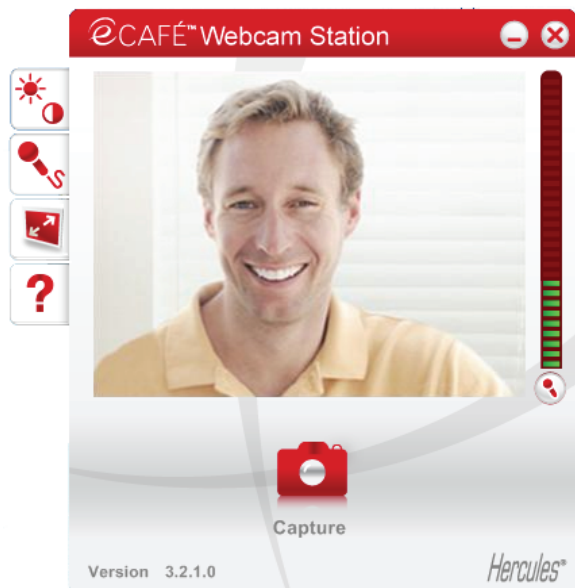 eCAFÉ™ Webcam Station
?
Capture
Version 3.2.1.0
Hercules®